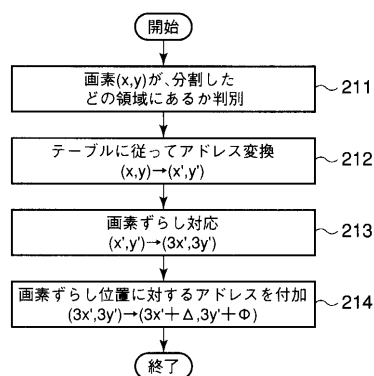 開始
画素(x,y)が、分割した
どの領域にあるか判別
211
テーブルに従ってアドレス変換
(x,y)→(x',y')
212
画素ずらし対応
(x',y')→(3x',3y')
213
画素ずらし位置に対するアドレスを付加
(3x',3y')→(3x'+Δ,3y'+Φ)
214
終了